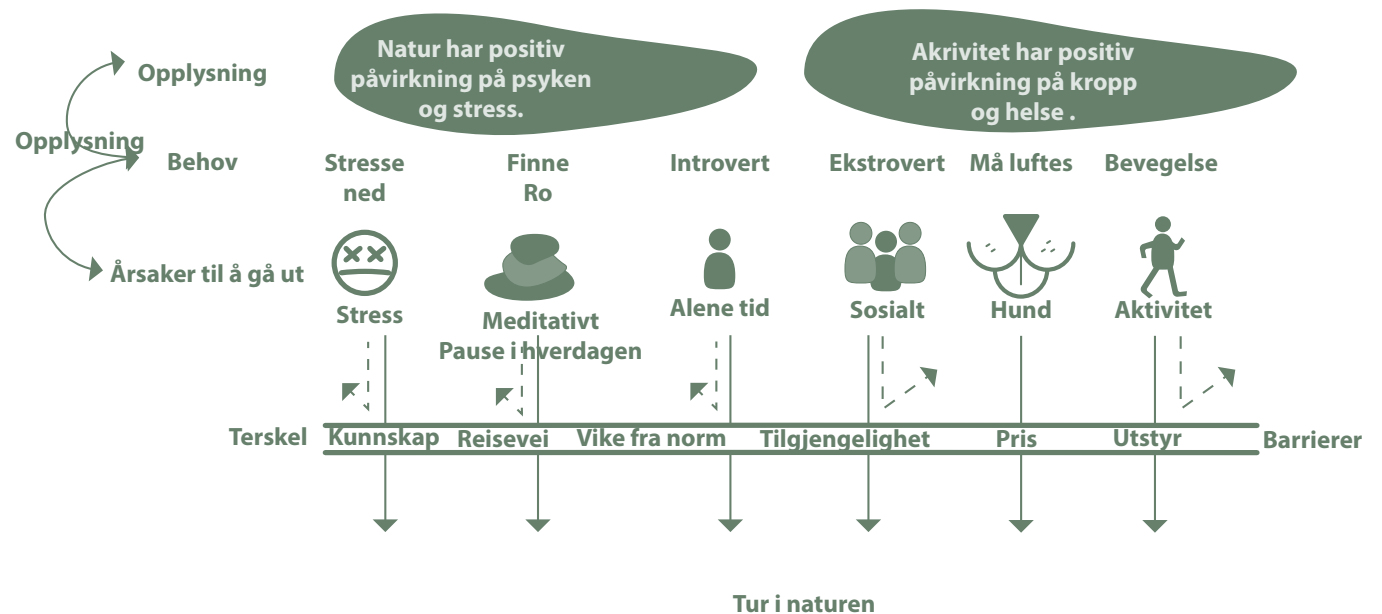 Natur har positiv
påvirkning på psyken
og stress.
Akrivitet har positiv
påvirkning på kropp
og helse .
Opplysning
Opplysning
Behov
Stresse
ned
Finne
Ro
Introvert
Ekstrovert
Må luftes
Bevegelse
Årsaker til å gå ut
Stress
Meditativt
Pause i hverdagen
Alene tid
Sosialt
Hund
Aktivitet
Terskel
Kunnskap
Reisevei
Vike fra norm
Tilgjengelighet
Pris
Utstyr
Barrierer
Tur i naturen